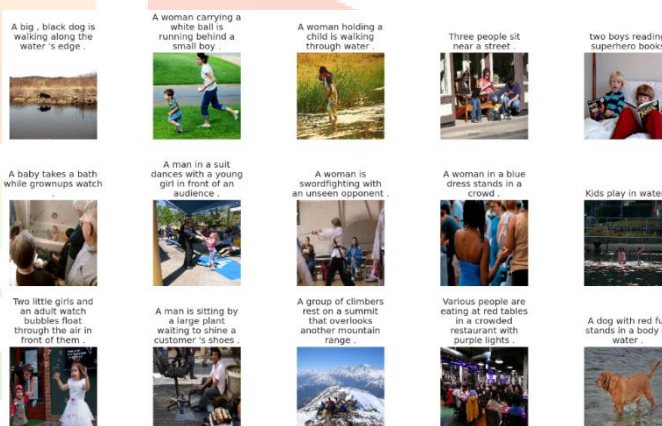 A big , black dog is
walking along the
water 's edge .
A woman carrying a
white ball is
running behind a
small boy .
A woman holding a
child is walking
through water .
Three people sit
near a street .
two boys reading
superhero books
A baby takes a bath
while grownups watch
.
A man in a suit
dances with a young
girl in front of an
audience .
A woman is
swordfighting with
an unseen opponent .
A woman in a blue
dress stands in a
crowd .
Kids play in water
Two little girls and
an adult watch
bubbles float
through the air in
front of them .
A man is sitting by
a large plant
waiting to shine a
customer 's shoes .
A group of climbers
rest on a summit
that overlooks
another mountain
range .
Various people are
eating at red tables
in a crowded
restaurant with
purple lights .
A dog with red fu
stands in a body
water .